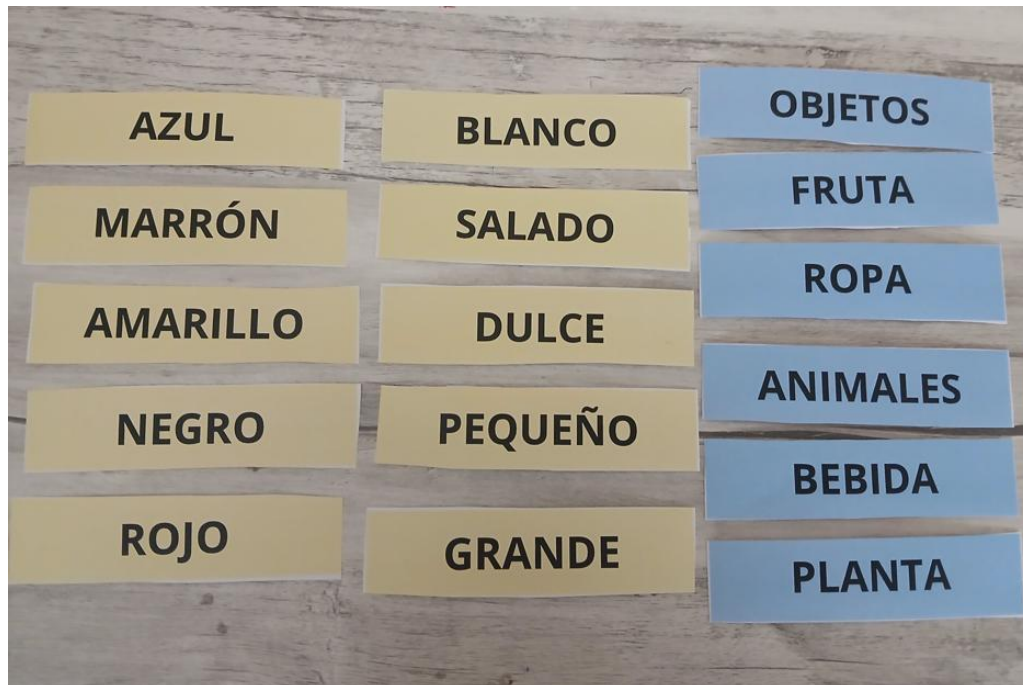 AZUL
MARRÓN
AMARILLO
NEGRO
ROJO
BLANCO
SALADO
DULCE
PEQUEÑO
GRANDE
OBJETOS
FRUTA
ROPA
ANIMALES
BEBIDA
PLANTA